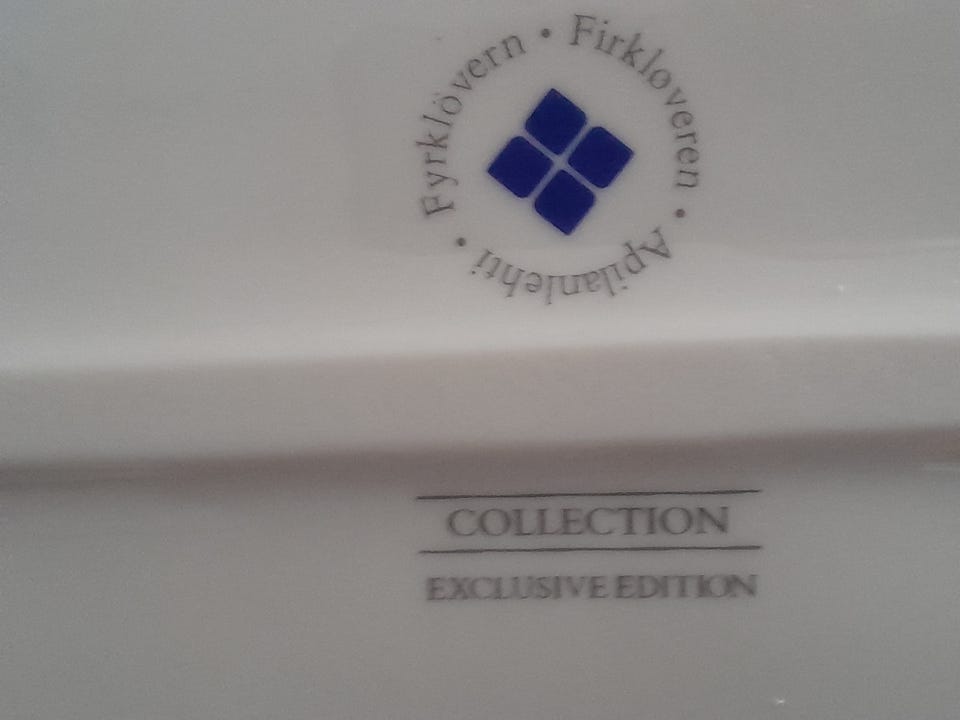 Fyrklövern • Firkløveren • Apilanlehti •
COLLECTION
EXCLUSIVE EDITION